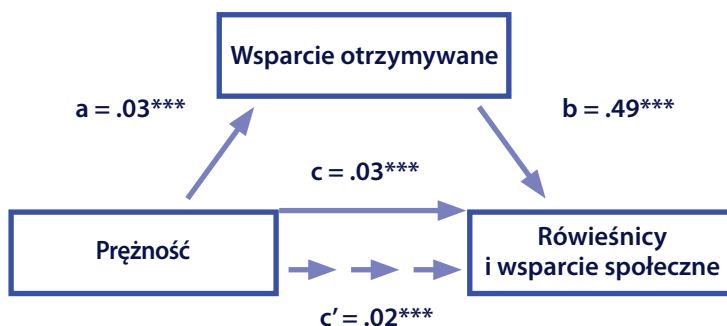 Wsparcie otrzymywane
a = .03***
b = .49***
c = .03***
Prężność
Rówieśnicy
i wsparcie społeczne
c’ = .02***